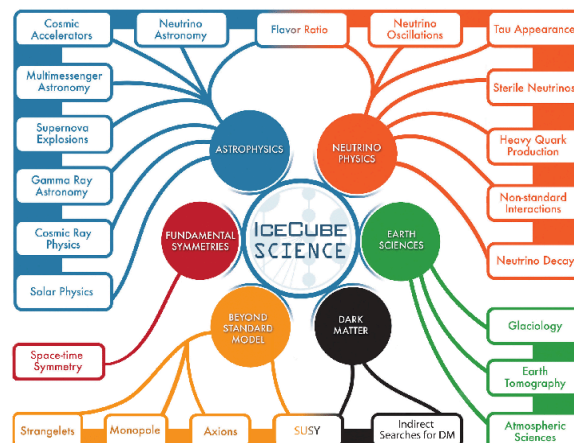 Cosmic
Accelerators
Neutrino
Astronomy
Flavor Ratio
Neutrino
Oscillations
Tau Appearance
Multimessenger
Astronomy
Sterile Neutrinos
Supernova
Explosions
ASTROPHYSICS
NEUTRINO
PHYSICS
Heavy Quark
Production
Gamma Ray
Astronomy
Non-standard
Interactions
Cosmic Ray
Physics
FUNDAMENTAL
SYMMETRIES
ICECUBE
SCIENCE
EARTH
SCIENCES
Neutrino Decay
Solar Physics
BEYOND
STANDARD
MODEL
DARK
MATTER
Glaciology
Space-time
Symmetry
Earth
Tomography
Strangelets
Monopole
Axions
SUSY
Indirect
Searches for DM
Atmospheric
Sciences